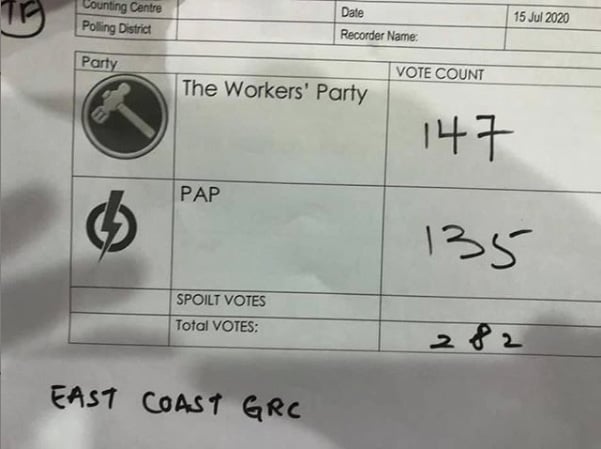 TF
Counting Centre
Date
15 Jul 2020
Polling District
Recorder Name:
Party
VOTE COUNT
The Workers' Party
147
PAP
135
SPOILT VOTES
Total VOTES:
282
EAST COAST GRC